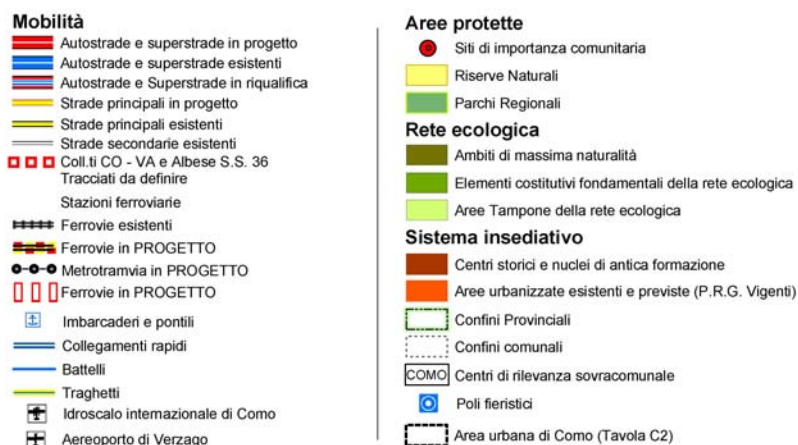 Mobilità
Autostrade e superstrade in progetto
Autostrade e superstrade esistenti
Autostrade e Superstrade in riqualifica
Strade principali in progetto
Strade principali esistenti
Strade secondarie esistenti
Coll.ti CO - VA e Albese S.S. 36
Tracciati da definire
Stazioni ferroviarie
Ferrovie esistenti
Ferrovie in PROGETTO
Metrotramvia in PROGETTO
Ferrovie in PROGETTO
Imbarcaderi e pontili
Collegamenti rapidi
Battelli
Traghetti
Idroscalo internazionale di Como
Aereoporto di Verzago
Aree protette
Siti di importanza comunitaria
Riserve Naturali
Parchi Regionali
Rete ecologica
Ambiti di massima naturalità
Elementi costitutivi fondamentali della rete ecologica
Aree Tampone della rete ecologica
Sistema insediativo
Centri storici e nuclei di antica formazione
Aree urbanizzate esistenti e previste (P.R.G. Vigenti)
Confini Provinciali
Confini comunali
COMO Centri di rilevanza sovracomunale
Poli fieristici
Area urbana di Como (Tavola C2)